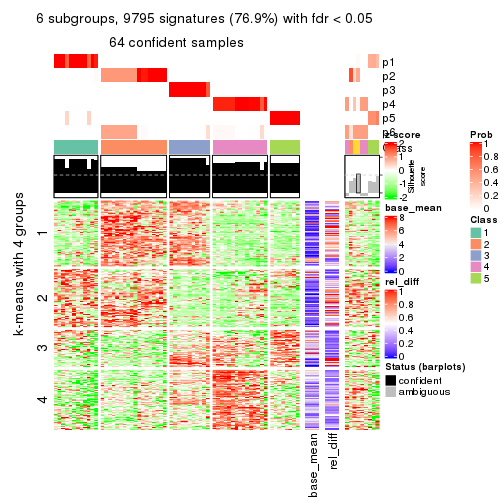 6 subgroups, 9795 signatures (76.9%) with fdr < 0.05
64 confident samples
p1
p2
p3
p4
p5
p6
Class
Silhouette
score
k-means with 4 groups
1
2
3
4
base_mean
rel_diff
z-score
2
1
0
-1
-2
base_mean
8
6
4
2
0
rel_diff
1
0.8
0.6
0.4
0.2
0
Status (barplots)
confident
ambiguous
Prob
1
0.8
0.6
0.4
0.2
0
Class
1
2
3
4
5